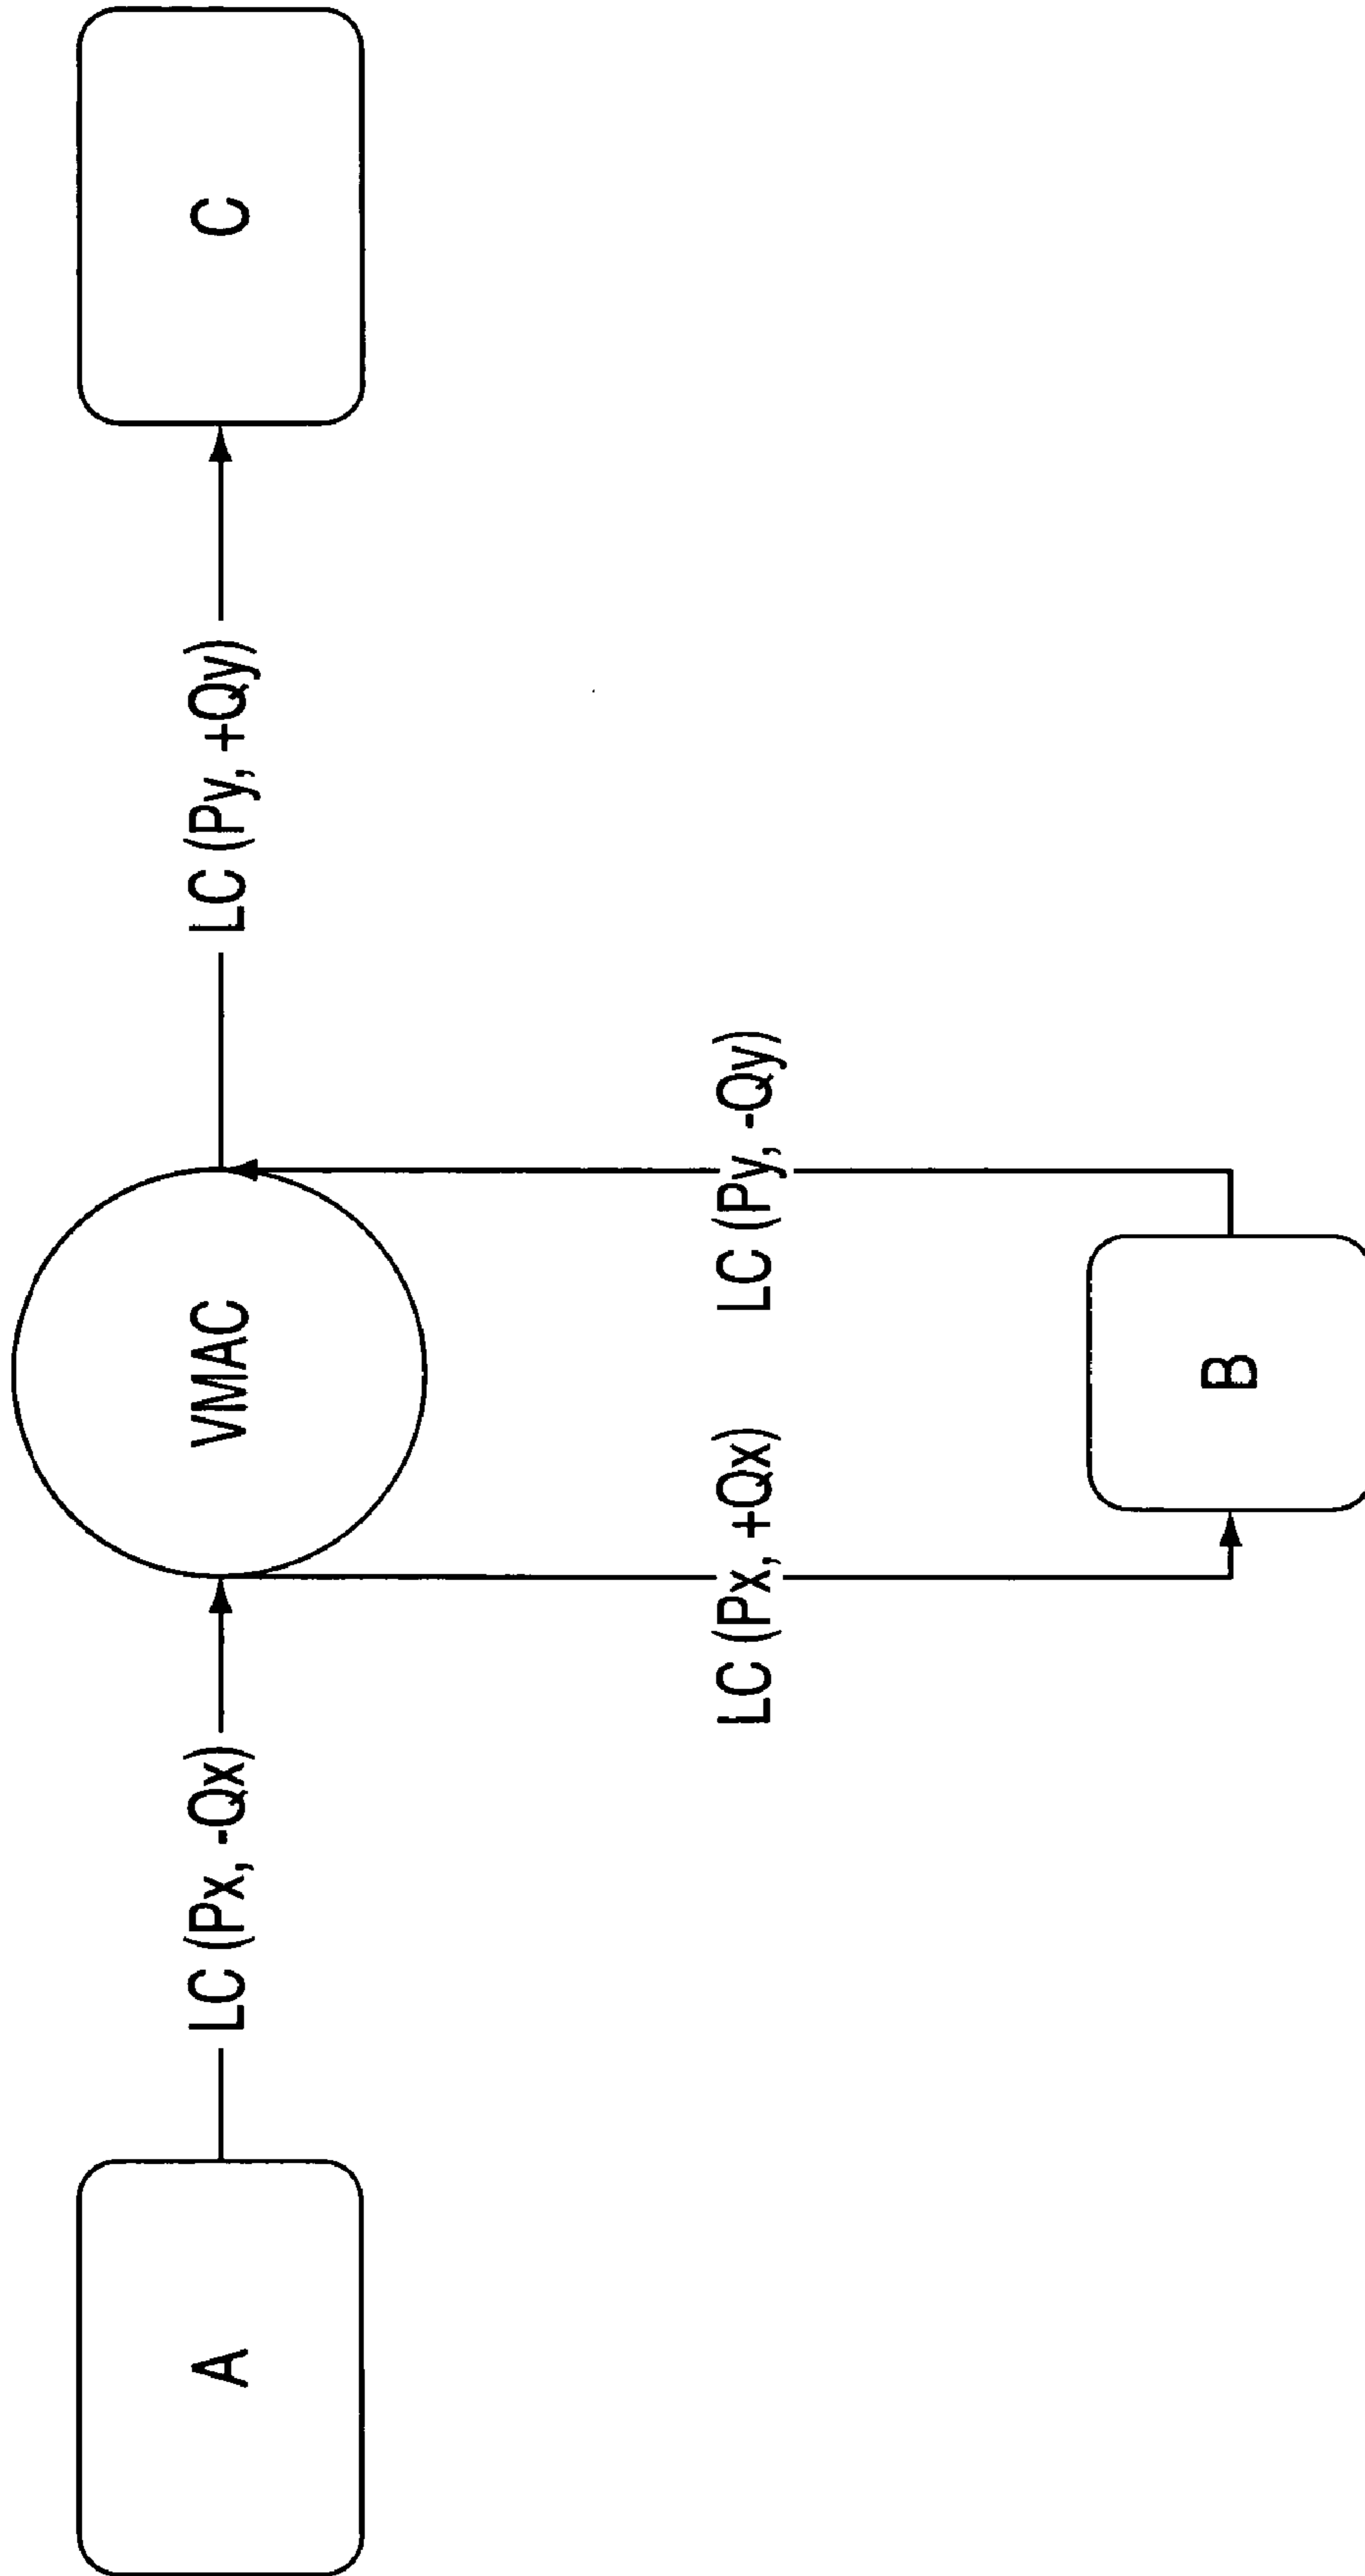 A
LC (Px, -Qx)
VMAC
LC (Py, +Qy)
C
LC (Px, +Qx)
LC (Py, -Qy)
B